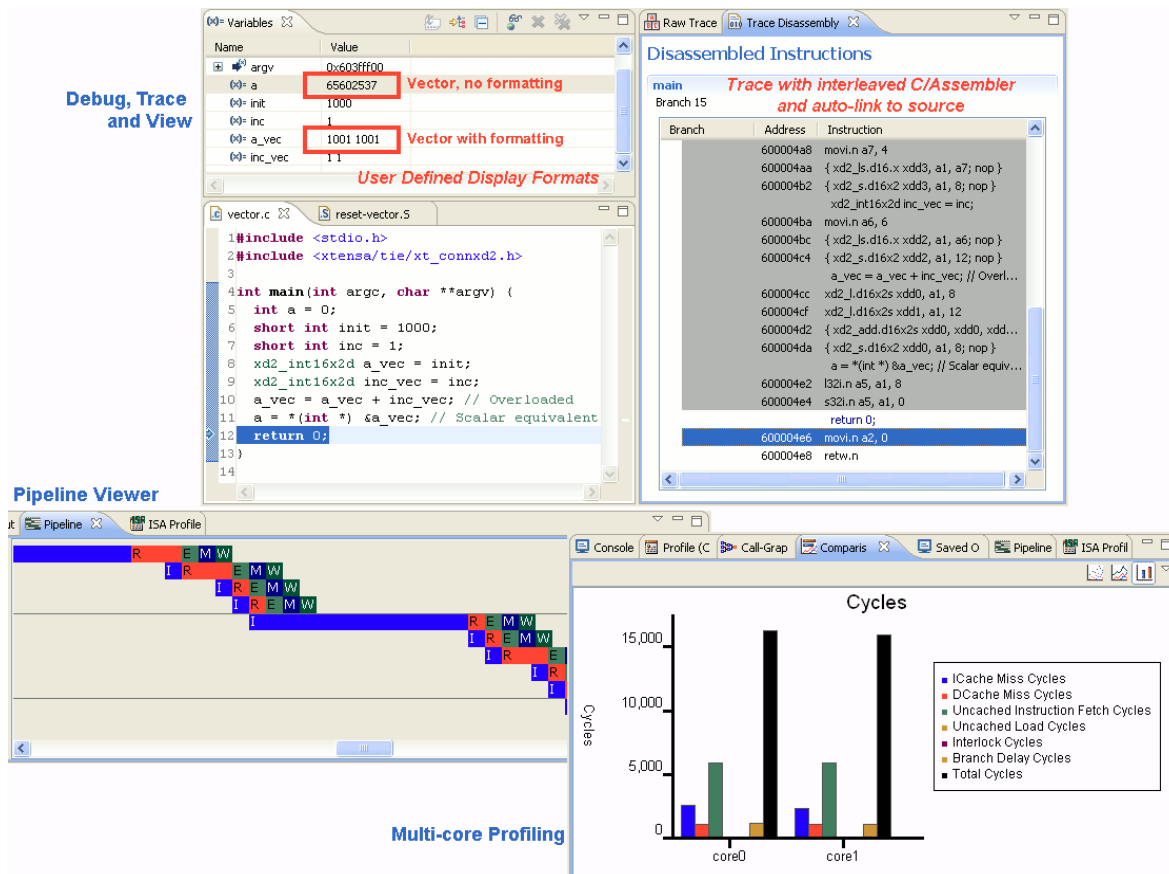 Debug, Trace
and View
(x)= Variables
Name Value
argv 0x603fff00
(x)= a 65602537 Vector, no formatting
(x)= init 1000
(x)= inc 1
(x)= a_vec 1001 1001 Vector with formatting
(x)= inc_vec 1 1
User Defined Display Formats
vector.c reset-vector.S
1 #include <stdio.h>
2 #include <xtensa/tie/xt_connxd2.h>
3
4 int main(int argc, char **argv) {
5 int a = 0;
6 short int init = 1000;
7 short int inc = 1;
8 xd2_int16x2d a_vec = init;
9 xd2_int16x2d inc_vec = inc;
10 a_vec = a_vec + inc_vec; // Overloaded
11 a = *(int *) &a_vec; // Scalar equivalent
12 return 0;
13 }
14
Raw Trace Trace Disassembly
Disassembled Instructions
main Trace with interleaved C/Assembler
Branch 15 and auto-link to source
Branch Address Instruction
600004a8 movi.n a7, 4
600004aa { xd2_ls.d16.x xdd3, a1, a7; nop }
600004b2 { xd2_s.d16x2 xdd3, a1, 8; nop }
xd2_int16x2d inc_vec = inc;
600004ba movi.n a6, 6
600004bc { xd2_ls.d16.x xdd2, a1, a6; nop }
600004c4 { xd2_s.d16x2 xdd2, a1, 12; nop }
a_vec = a_vec + inc_vec; // Overl...
600004cc xd2_l.d16x2s xdd0, a1, 8
600004cf xd2_l.d16x2s xdd1, a1, 12
600004d2 { xd2_add.d16x2s xdd0, xdd0, xdd...
600004da { xd2_s.d16x2 xdd0, a1, 8; nop }
a = *(int *) &a_vec; // Scalar equiv...
600004e2 l32i.n a5, a1, 8
600004e4 s32i.n a5, a1, 0
return 0;
600004e6 movi.n a2, 0
600004e8 retw.n
Pipeline Viewer
ut Pipeline ISA Profile
R E M W
I R E M W
I R E M W
I R E M W
I R E M W
I R E M W
I R E
I R
I
Console Profile (C Call-Grap Comparis Saved O Pipeline ISA Profil
Cycles
15,000
10,000
5,000
0
Cycles
core0 core1
ICache Miss Cycles
DCache Miss Cycles
Uncached Instruction Fetch Cycles
Uncached Load Cycles
Interlock Cycles
Branch Delay Cycles
Total Cycles
Multi-core Profiling